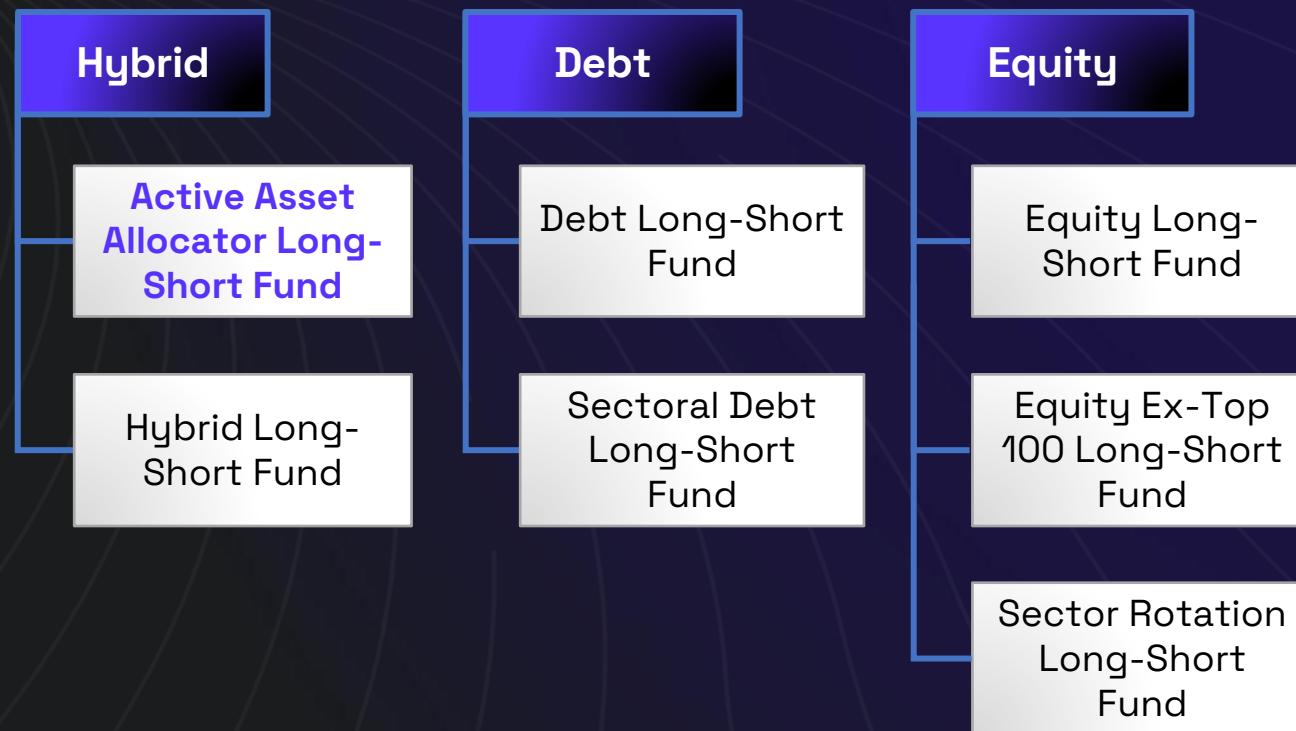 Hybrid
Active Asset
Allocator Long-
Short Fund
Hybrid Long-
Short Fund
Debt
Debt Long-Short
Fund
Sectoral Debt
Long-Short
Fund
Equity
Equity Long-
Short Fund
Equity Ex-Top
100 Long-Short
Fund
Sector Rotation
Long-Short
Fund